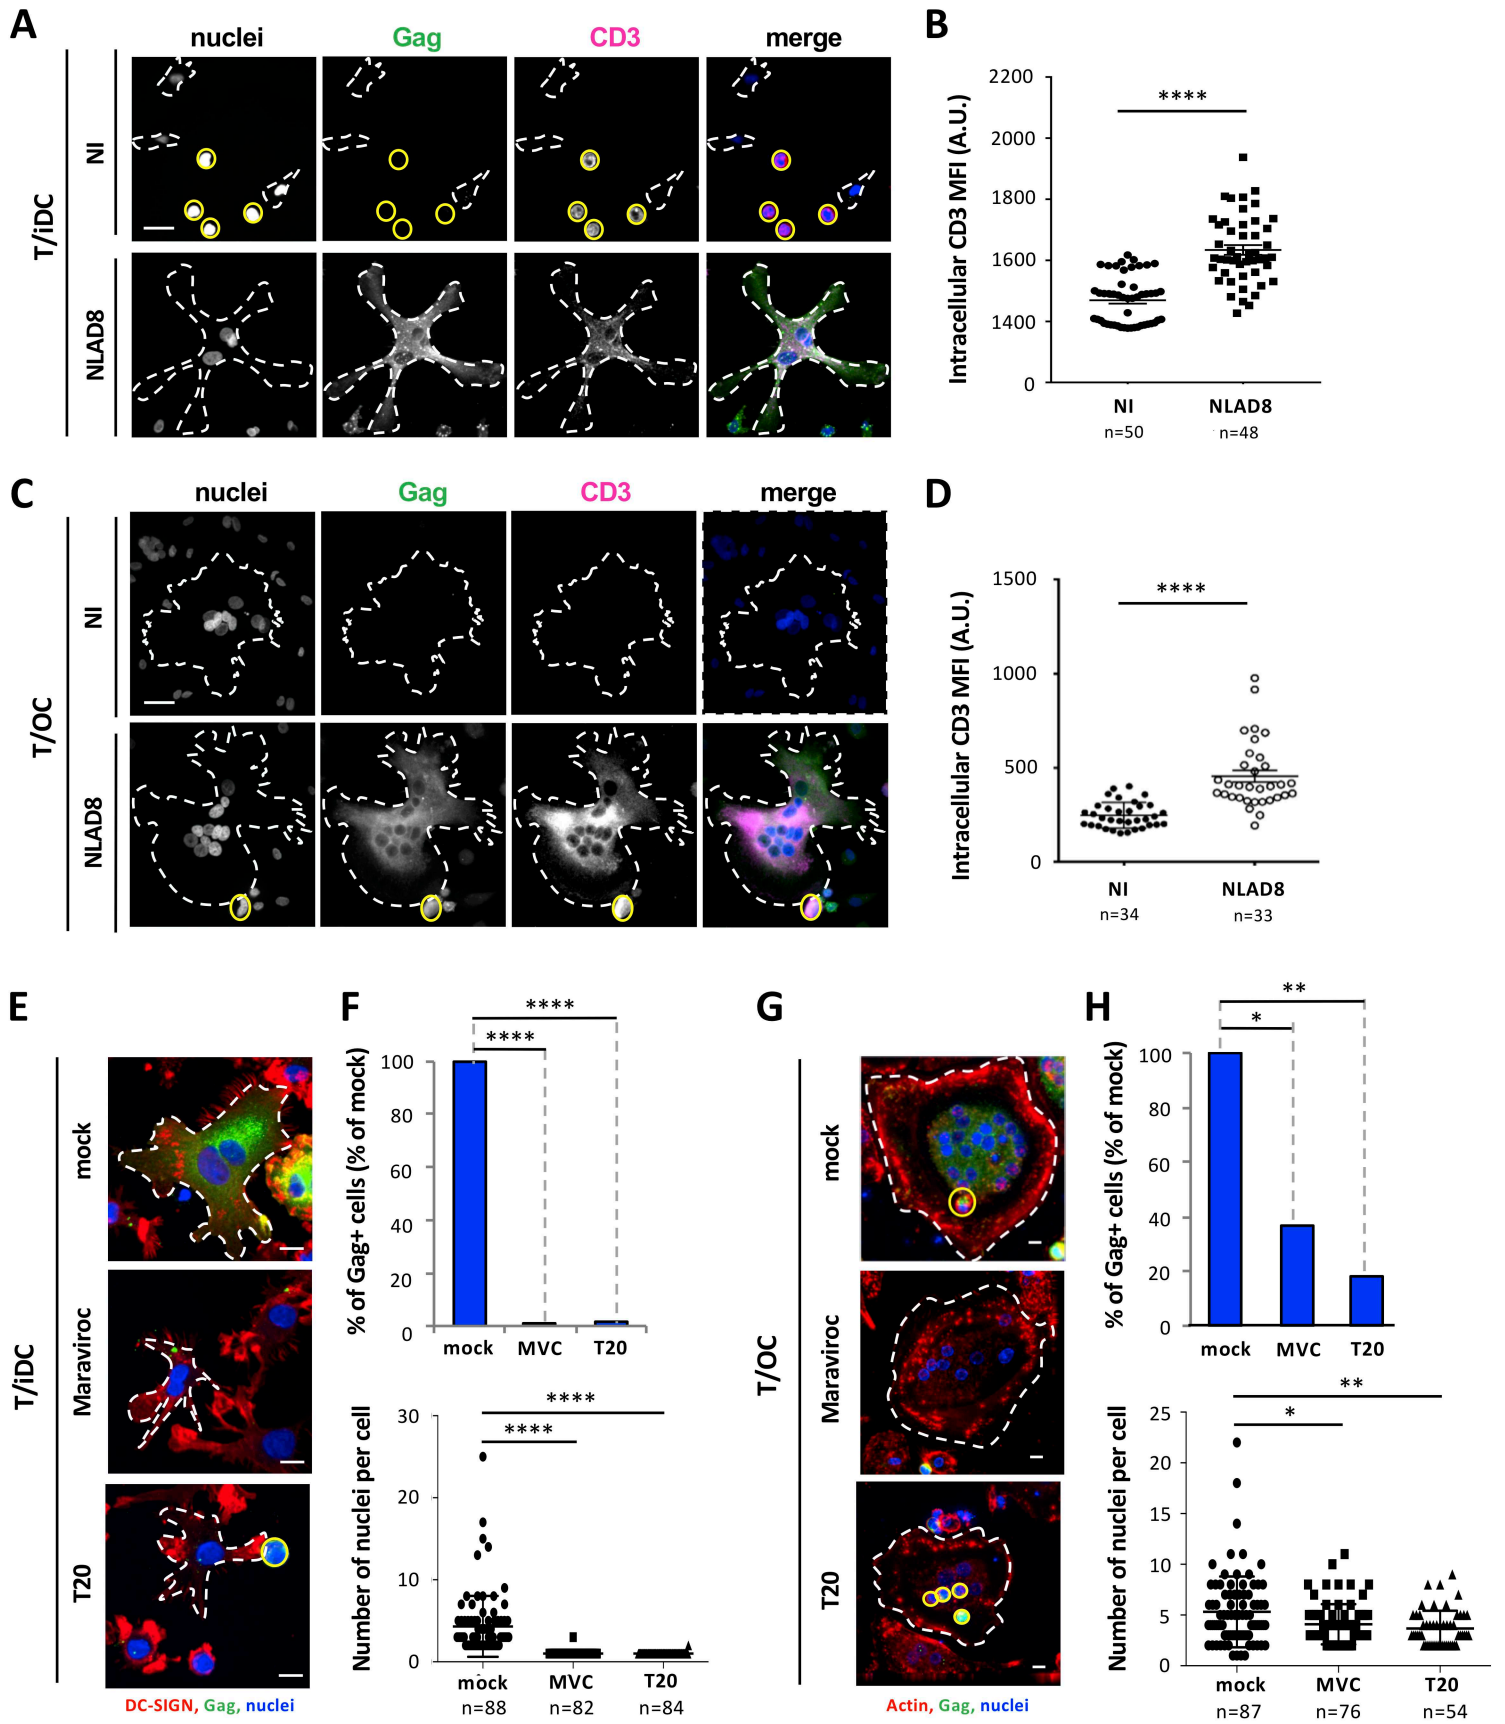 A
nuclei
Gag
CD3
merge
T/iDC
NI
NLAD8
B
Intracellular CD3 MFI (A.U.)
2200
2000
1800
1600
1400
0
****
NI
NLAD8
n=50
n=48
C
nuclei
Gag
CD3
merge
T/OC
NI
NLAD8
D
Intracellular CD3 MFI (A.U.)
1500
1000
500
0
****
NI
NLAD8
n=34
n=33
E
T/iDC
mock
Maraviroc
T20
DC-SIGN, Gag, nuclei
F
****
****
% of Gag+ cells (% of mock)
100
80
60
40
20
0
mock
MVC
T20
****
****
Number of nuclei per cell
30
20
10
0
mock
MVC
T20
n=88
n=82
n=84
G
T/OC
mock
Maraviroc
T20
Actin, Gag, nuclei
H
**
*
% of Gag+ cells (% of mock)
100
80
60
40
20
0
mock
MVC
T20
**
*
Number of nuclei per cell
25
20
15
10
5
0
mock
MVC
T20
n=87
n=76
n=54